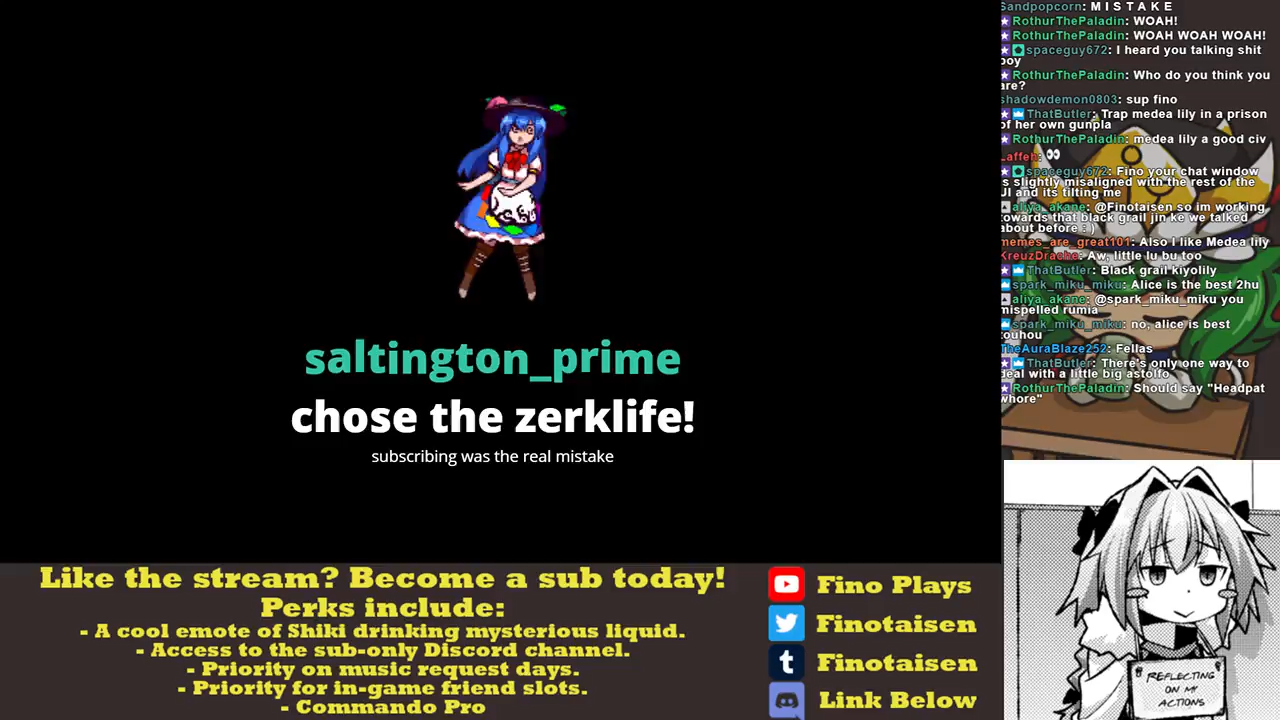 saltington_prime
chose the zerklife!
subscribing was the real mistake
Sandpopcorn: M I S T A K E
RothurThePaladin: WOAH!
RothurThePaladin: WOAH WOAH WOAH!
spaceguy672: I heard you talking shit
boy
RothurThePaladin: Who do you think you
are?
shadowdemon0803: sup fino
ThatButler: Trap medea lily in a prison
of her own gunpla
RothurThePaladin: medea lily a good civ
Laffeh:
spaceguy672: Fino your chat window
is slightly misaligned with the rest of the
UI and its tilting me
aliya_akane: @Finotaisen so im working
towards that black grail jin ke we talked
about before : )
memes_are_great101: Also I like Medea lily
KreuzDrache: Aw, little lu bu too
ThatButler: Black grail kiyolily
spark_miku_miku: Alice is the best 2hu
aliya_akane: @spark_miku_miku you
mispelled rumia
spark_miku_miku: no, alice is best
touhou
TheAuraBlaze252: Fellas
ThatButler: There's only one way to
deal with a little big astolfo
RothurThePaladin: Should say "Headpat
whore"
REFLECTING
ON MY
ACTIONS
Like the stream? Become a sub today!
Perks include:
- A cool emote of Shiki drinking mysterious liquid.
- Access to the sub-only Discord channel.
- Priority on music request days.
- Priority for in-game friend slots.
- Commando Pro
Fino Plays
Finotaisen
Finotaisen
Link Below